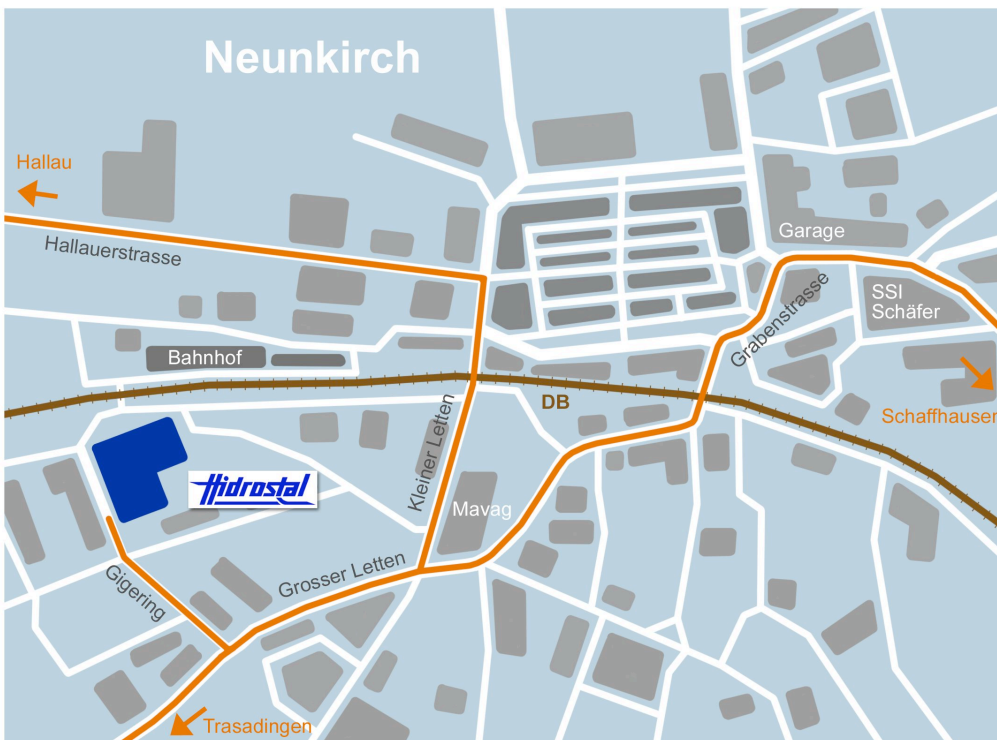 Neunkirch
Hallau
Hallauerstrasse
Garage
SSI
Schäfer
Grabenstrasse
Bahnhof
DB
Schaffhausen
Kleiner Letten
Hidrostal
Mavag
Gigering
Grosser Letten
Trasadingen